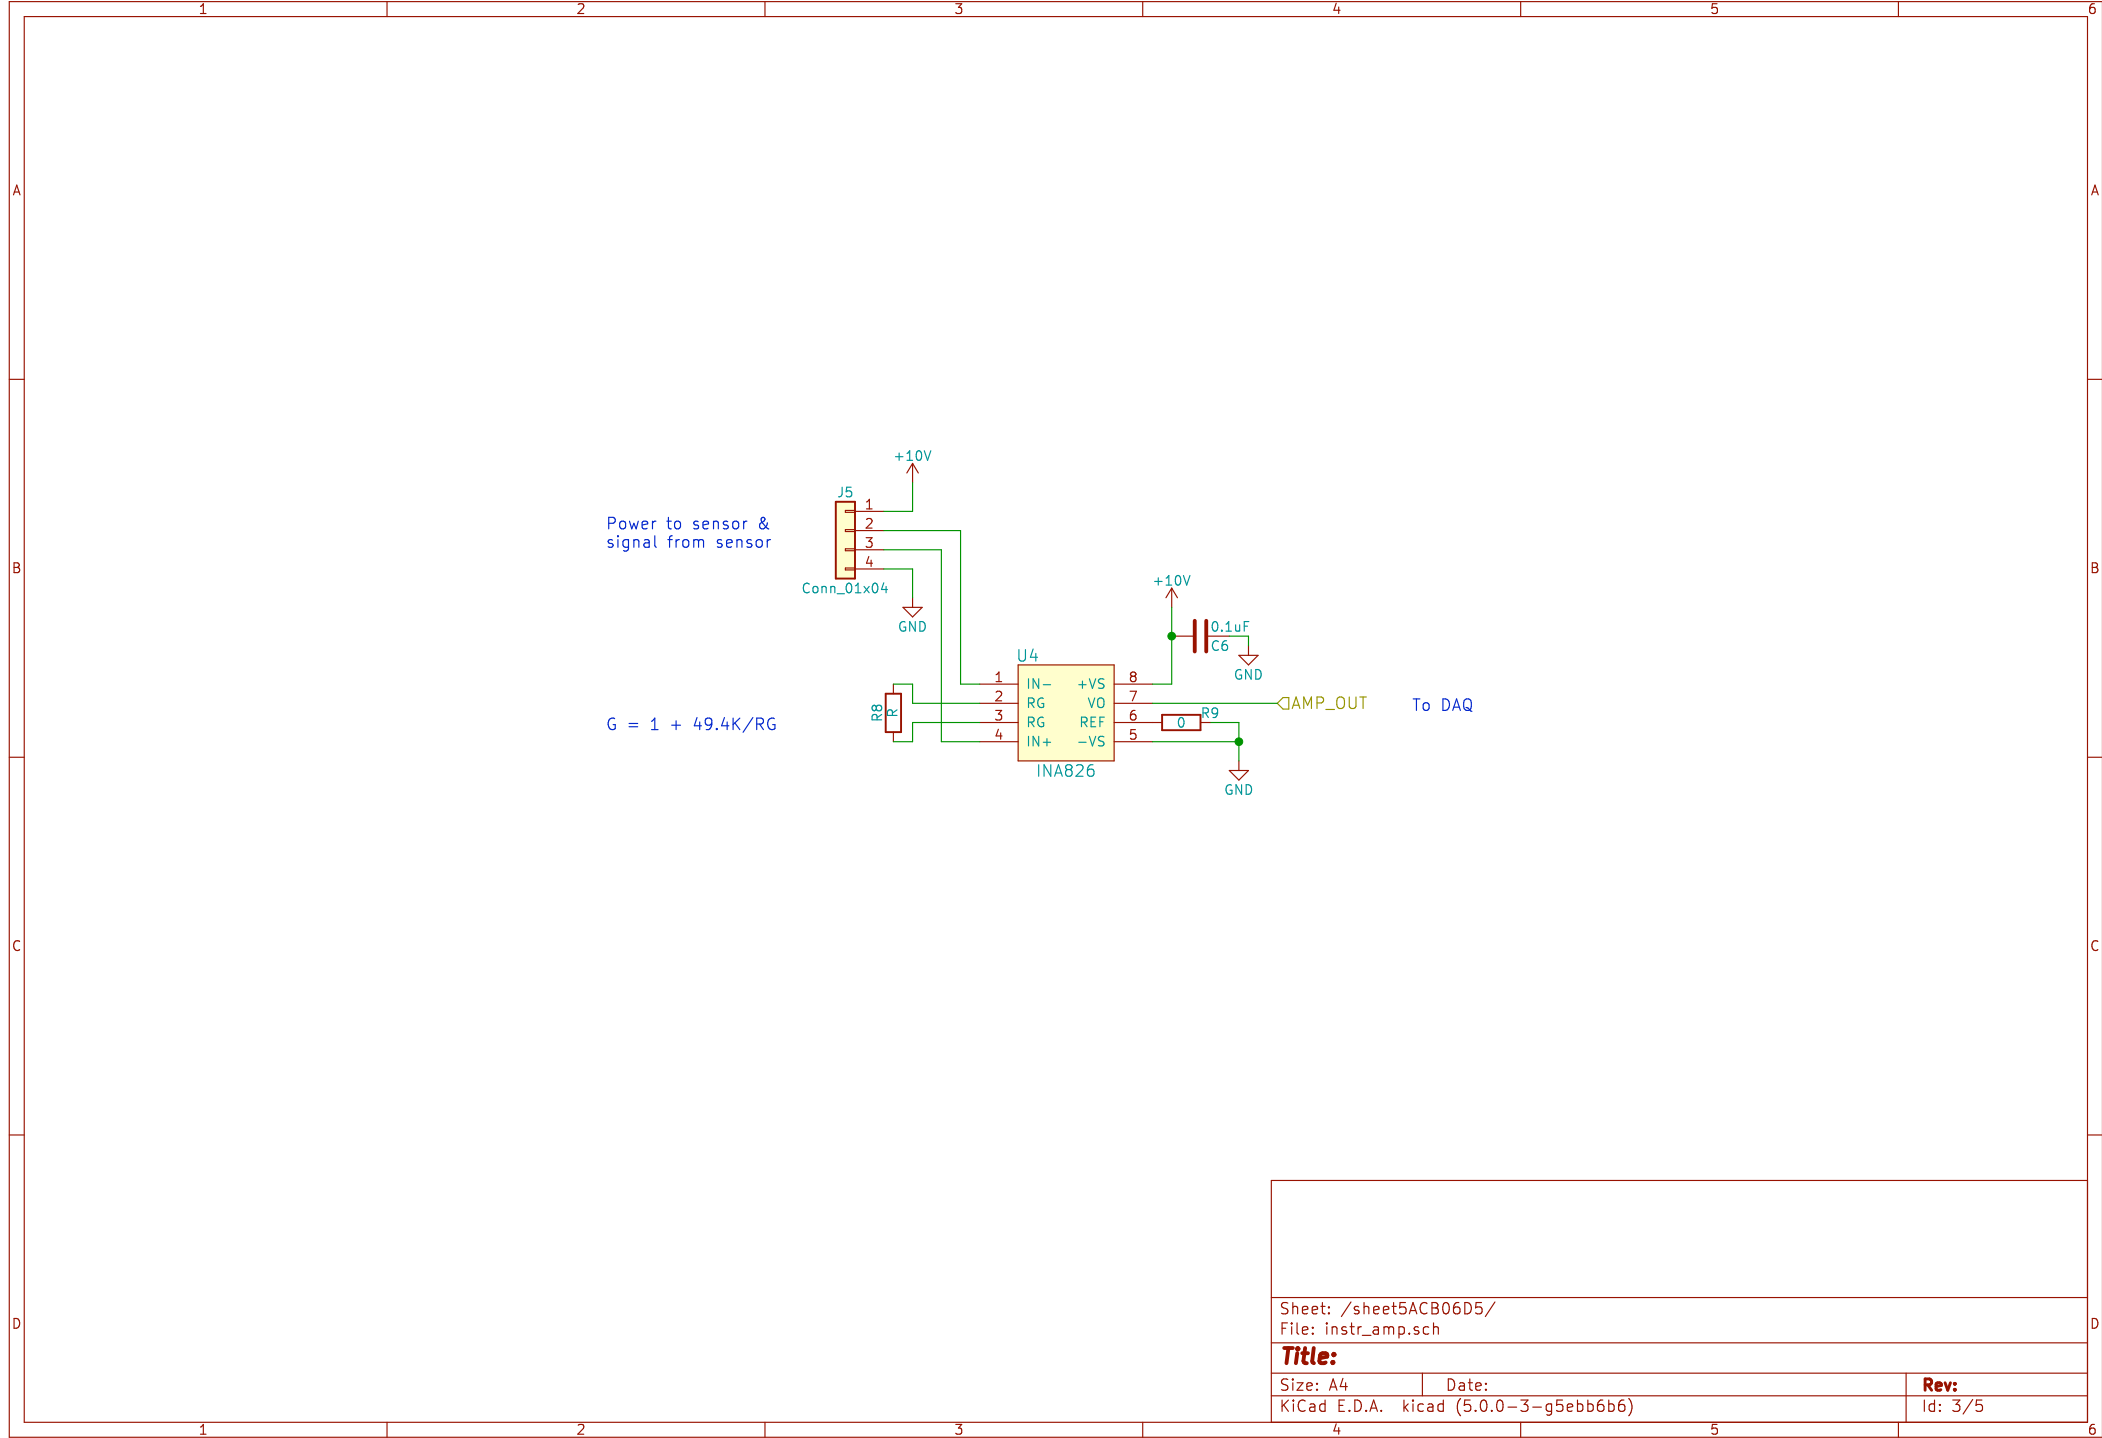 1 2 3 4 5 6
A A
+10V
J5
1
Power to sensor &
2
signal from sensor
3
4
B B
+10V
Conn_01x04
GND
0.1uF
C6
U4
GND
1 IN- +VS 8
2 RG VO 7
AMP_OUT
To DAQ
R8
R
R9
3 RG REF 6
0
G = 1 + 49.4K/RG
4 IN+ -VS 5
INA826
GND
C C
Sheet: /sheet5ACB06D5/
D D
File: instr_amp.sch
Title:
Size: A4 Date: Rev:
KiCad E.D.A. kicad (5.0.0-3-g5ebb6b6) Id: 3/5
1 2 3 4 5 6